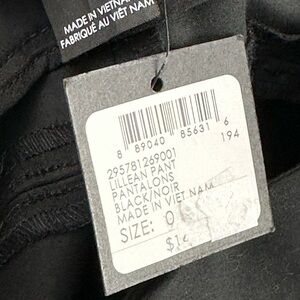 MADE IN VIETNAM
FABRIQUÉ AU VIET NAM
8 89040 85631 6
194
295781269001
LILLEAN PANT
PANTALONS
BLACK/NOIR
MADE IN VIET NAM
SIZE: 0